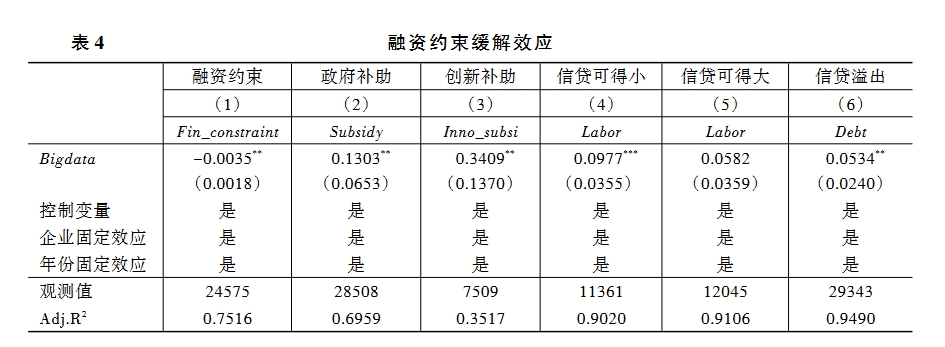 表 4 融资约束缓解效应
融资约束 政府补助 创新补助 信贷可得小 信贷可得大 信贷溢出
（1） （2） （3） （4） （5） （6）
Fin_constraint Subsidy Inno_subsi Labor Labor Debt
Bigdata −0.0035** 0.1303** 0.3409** 0.0977*** 0.0582 0.0534**
（0.0018） （0.0653） （0.1370） （0.0355） （0.0359） （0.0240）
控制变量 是 是 是 是 是 是
企业固定效应 是 是 是 是 是 是
年份固定效应 是 是 是 是 是 是
观测值 24575 28508 7509 11361 12045 29343
Adj.R² 0.7516 0.6959 0.3517 0.9020 0.9106 0.9490